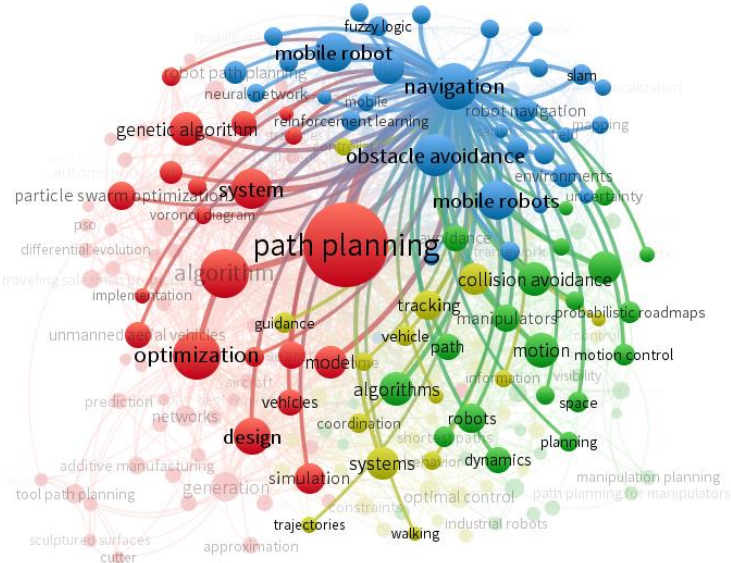 fuzzy logic
mobile robot
robot path planning
slam
navigation
neural-network
mobile
robot navigation
reinforcement learning
genetic algorithm
mapping
obstacle avoidance
environments
system
particle swarm optimization
mobile robots
uncertainty
voronoi diagram
pso
path planning
avoidance
differential evolution
algorithm
collision avoidance
implementation
tracking
guidance
manipulators
probabilistic roadmaps
unmanned aerial vehicles
vehicle
path
motion
optimization
motion control
model
aircraft
information
visibility
algorithms
prediction
vehicles
space
networks
coordination
robots
design
shortest paths
planning
additive manufacturing
systems
behavior
dynamics
simulation
manipulation planning
generation
tool path planning
optimal control
path planning for manipulators
constraints
trajectories
industrial robots
walking
sculptured surfaces
approximation
cutter